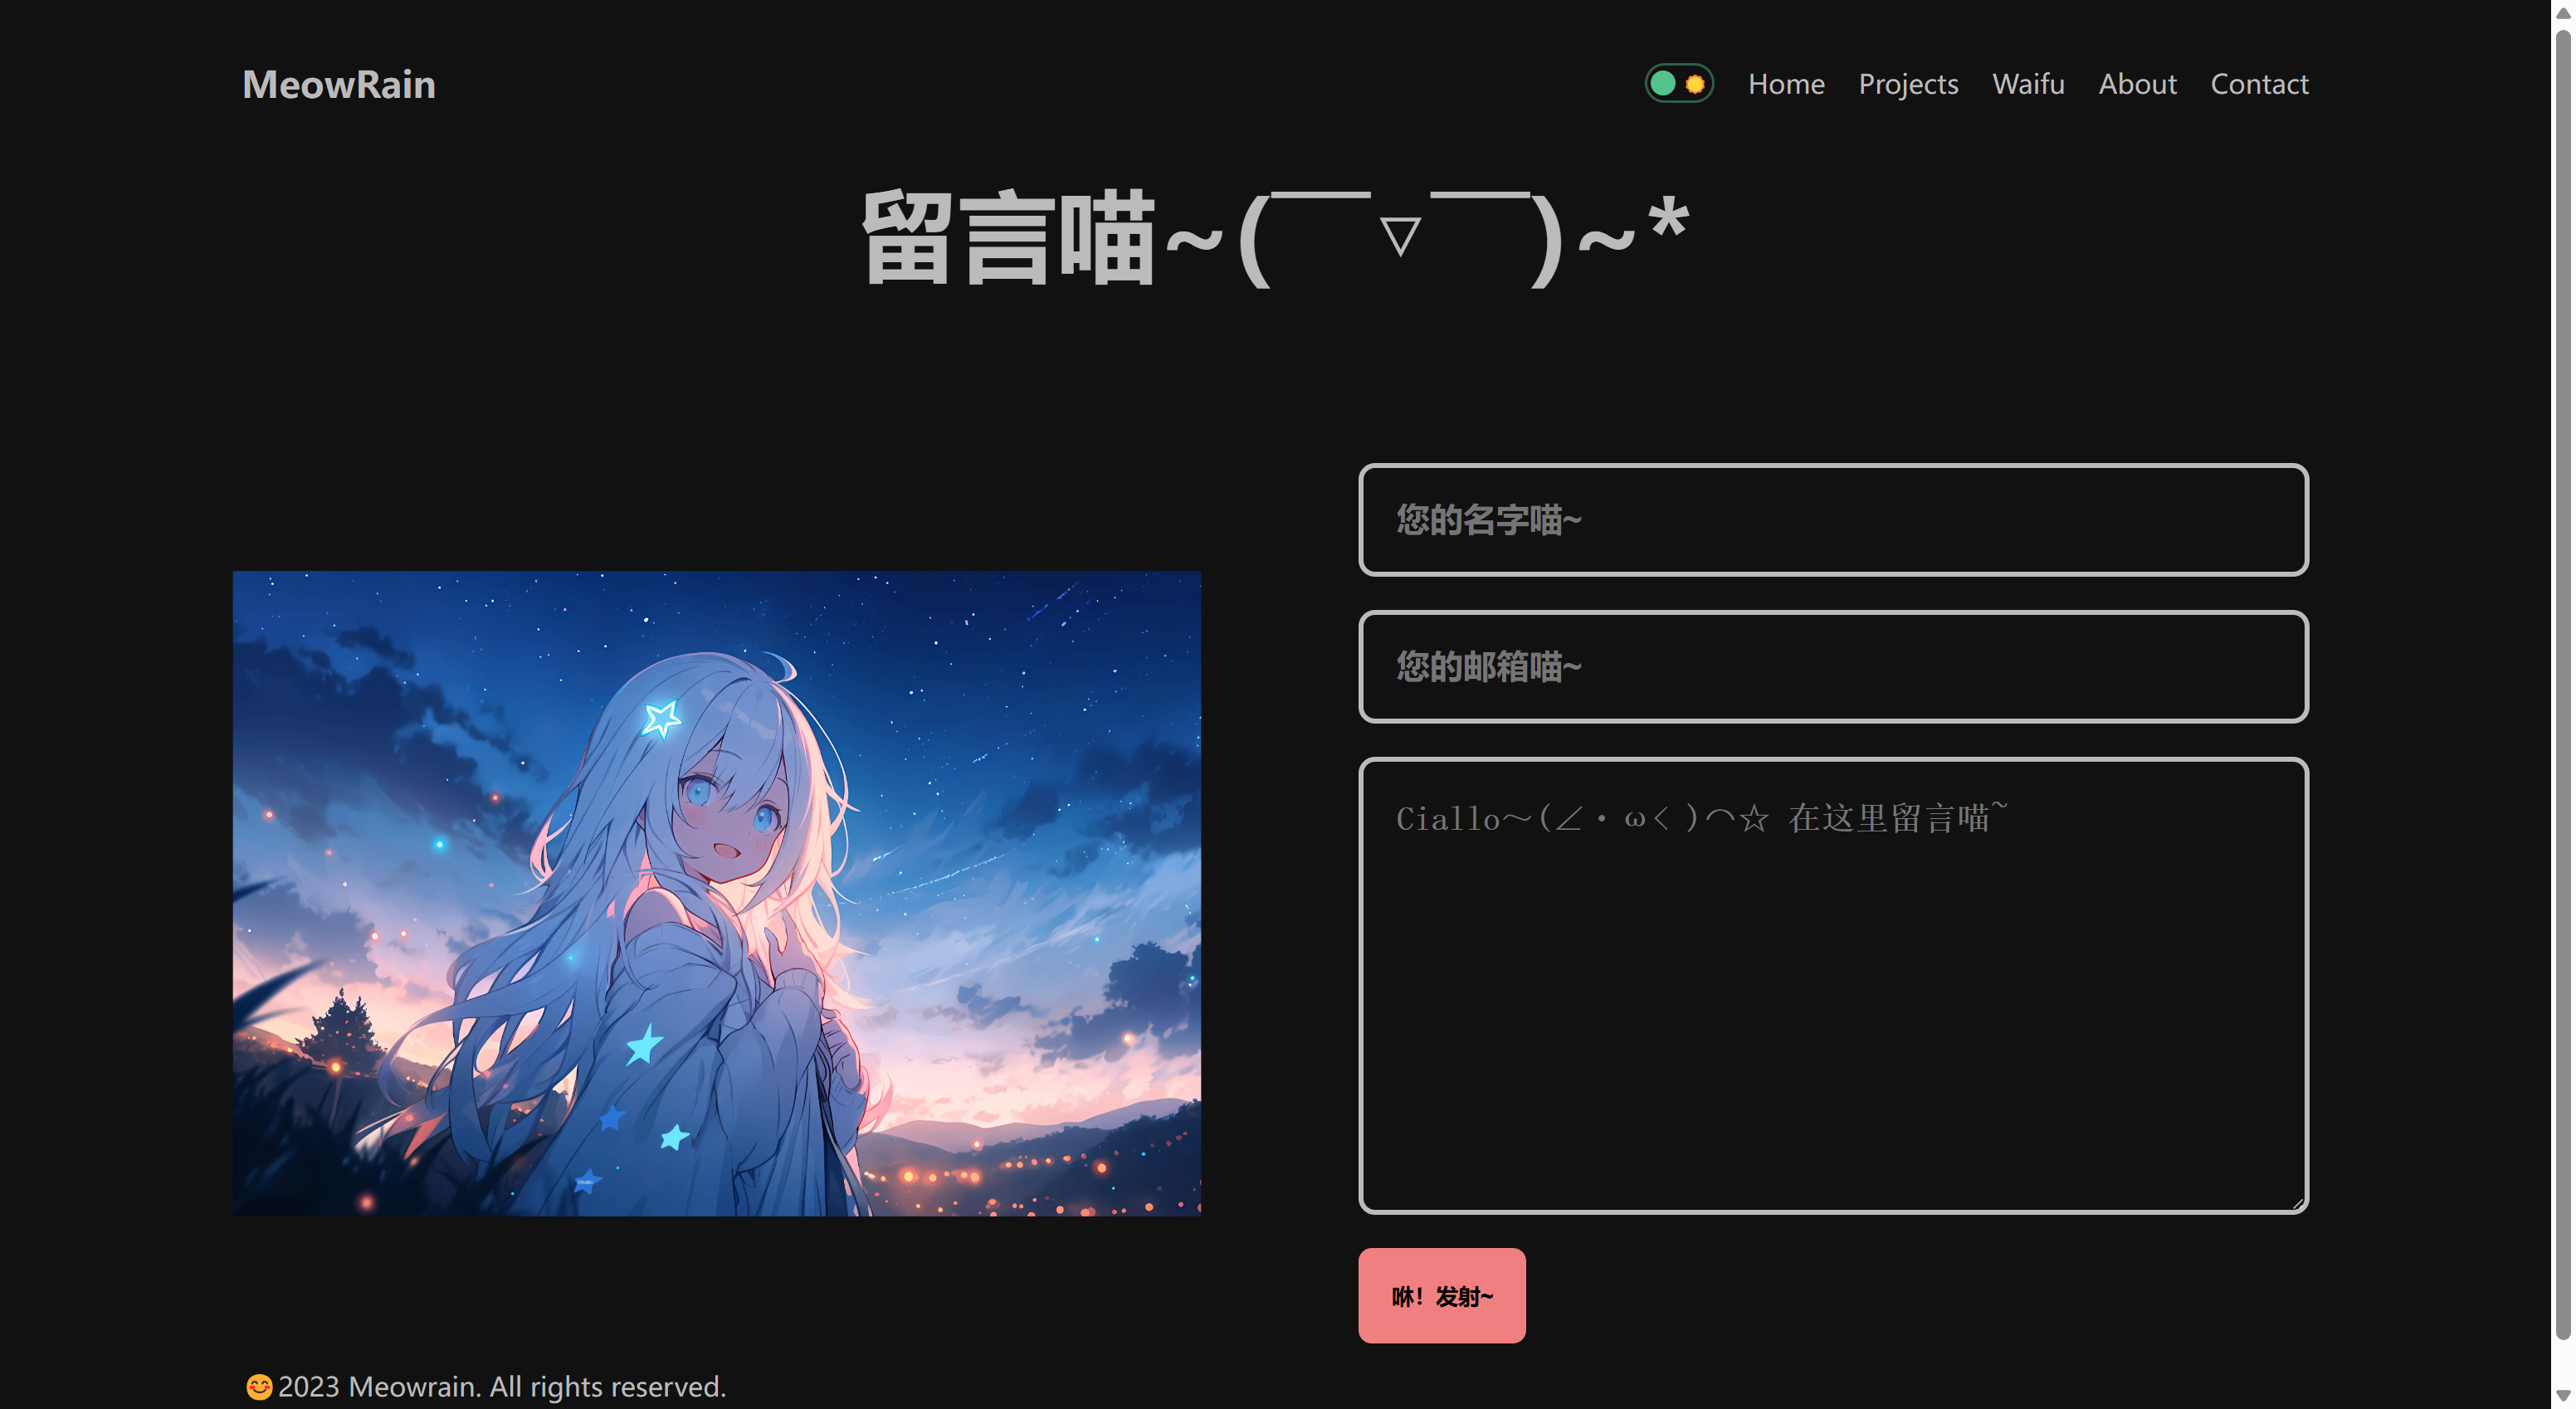 MeowRain
Home Projects Waifu About Contact
留言喵~(￣▽￣)~*
您的名字喵~
您的邮箱喵~
Ciallo～(∠・ω< )⌒☆ 在这里留言喵~
咻！发射~
😊2023 Meowrain. All rights reserved.